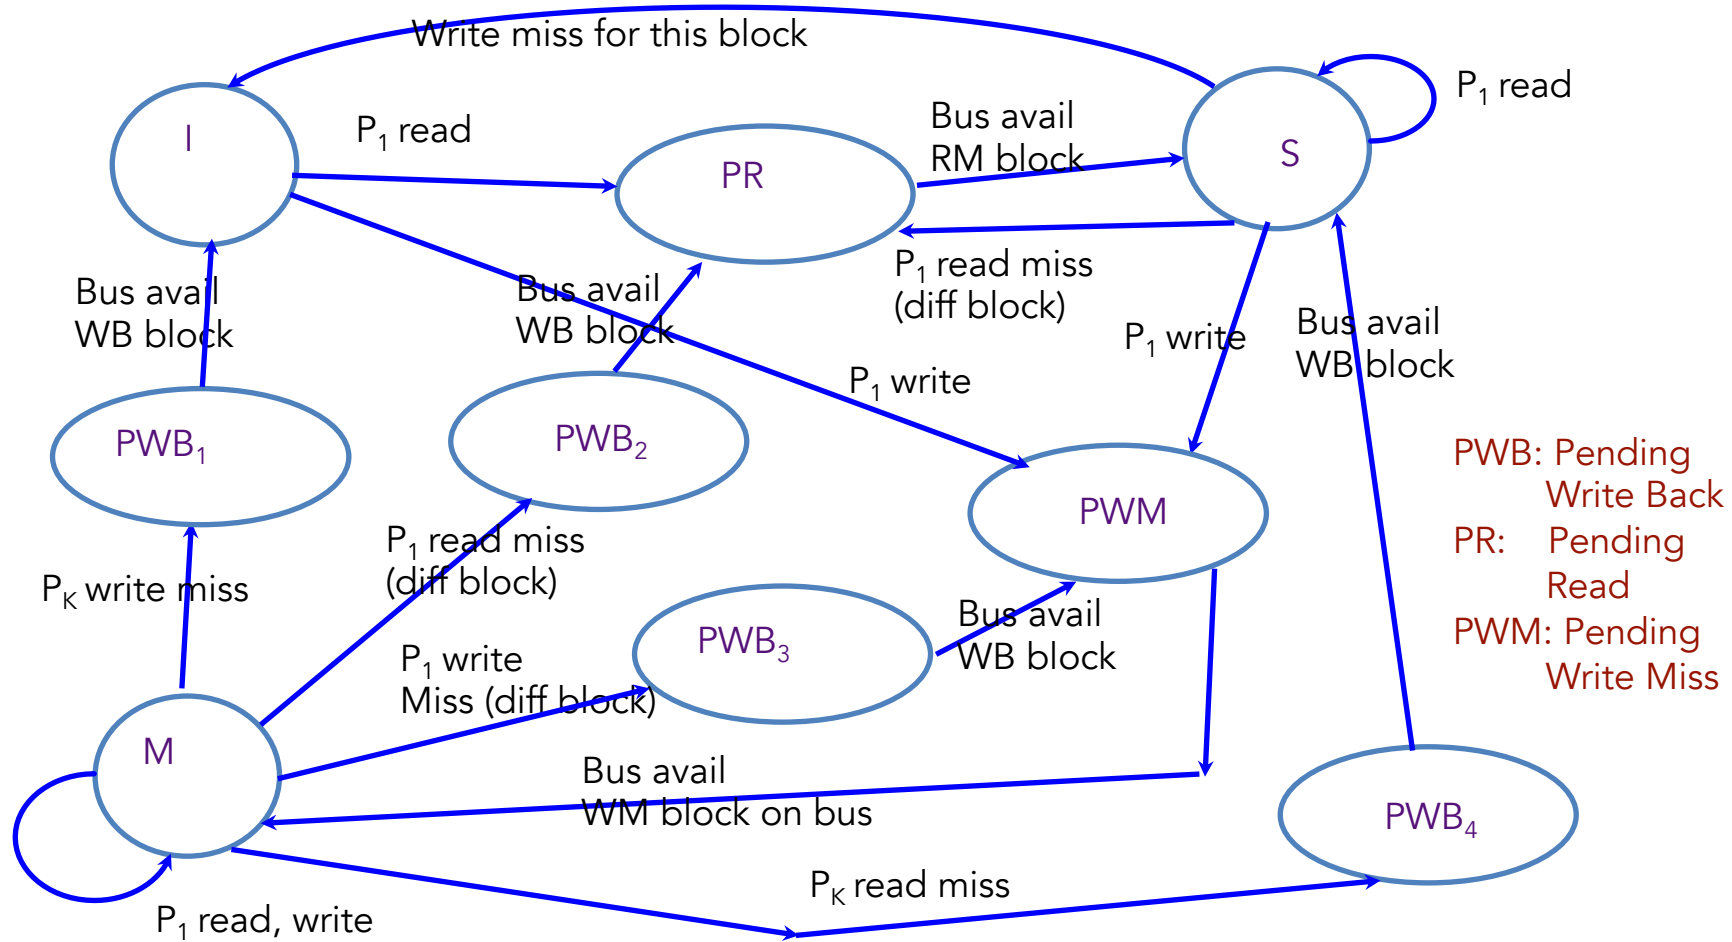 Write miss for this block
P1 read
I
P1 read
Bus avail
RM block
PR
S
Bus avail
WB block
Bus avail
WB block
P1 read miss
(diff block)
P1 write
Bus avail
WB block
P1 write
PWB1
PWB2
PWM
PWB: Pending
Write Back
PR: Pending
Read
PWM: Pending
Write Miss
PK write miss
P1 read miss
(diff block)
P1 write
Miss (diff block)
PWB3
Bus avail
WB block
M
Bus avail
WM block on bus
PWB4
PK read miss
P1 read, write